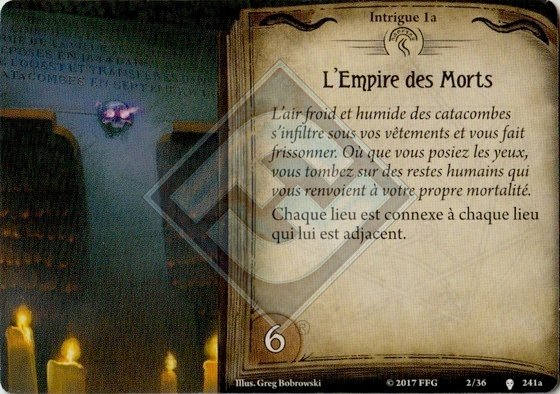 Intrigue 1a
L'Empire des Morts
L'air froid et humide des catacombes
s'infiltre sous vos vêtements et vous fait
frissonner. Où que vous posiez les yeux,
vous tombez sur des restes humains qui
vous renvoient à votre propre mortalité.
Chaque lieu est connexe à chaque lieu
qui lui est adjacent.
6
Illus. Greg Bobrowski
© 2017 FFG
2/36
241a